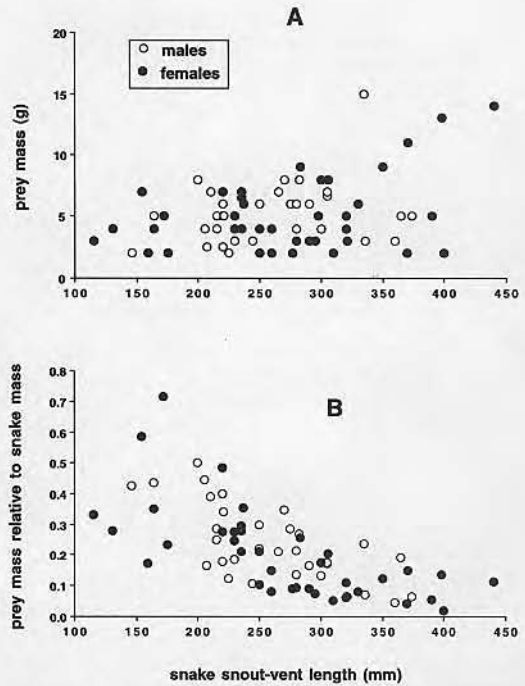 A
males
females
prey mass (g)
20
15
10
5
0
100 150 200 250 300 350 400 450
B
prey mass relative to snake mass
0.8
0.7
0.6
0.5
0.4
0.3
0.2
0.1
0.0
100 150 200 250 300 350 400 450
snake snout-vent length (mm)